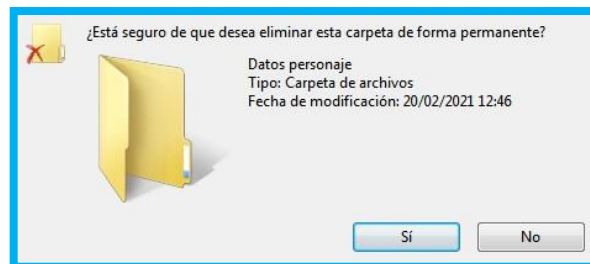 ¿Está seguro de que desea eliminar esta carpeta de forma permanente?
Datos personaje
Tipo: Carpeta de archivos
Fecha de modificación: 20/02/2021 12:46
Sí
No